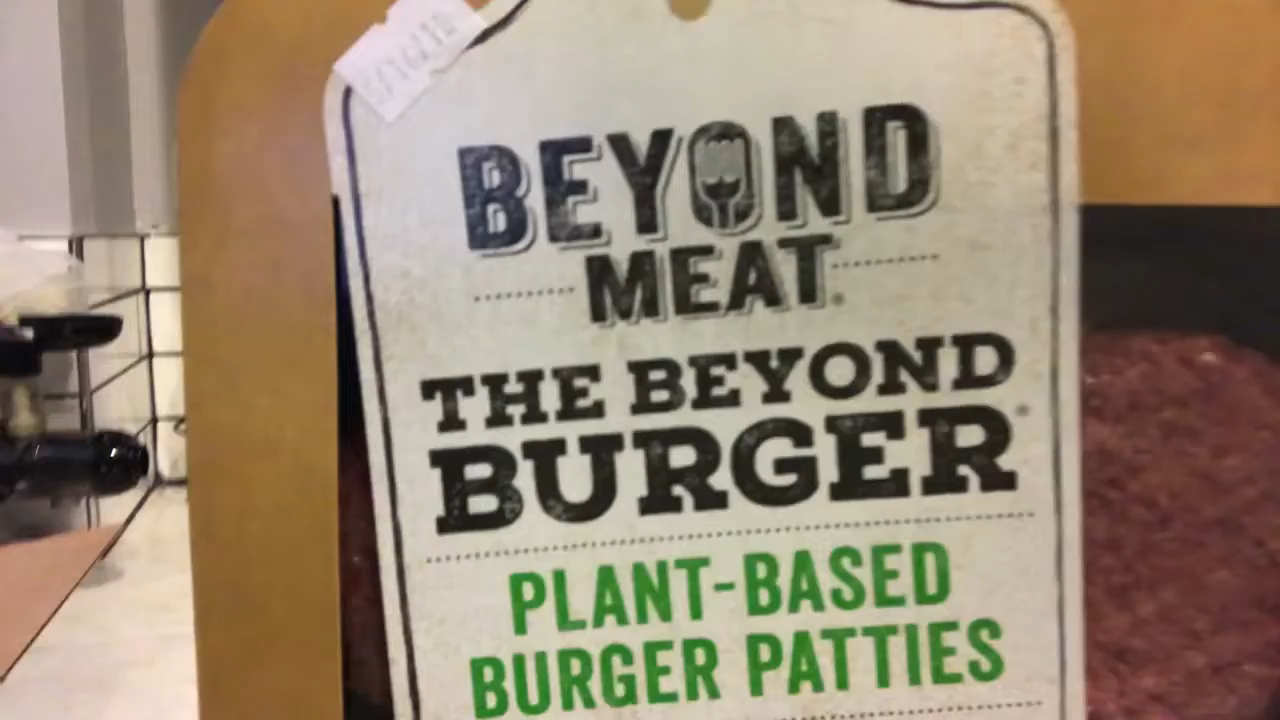 BEYOND
MEAT®
THE BEYOND
BURGER®
PLANT-BASED
BURGER PATTIES